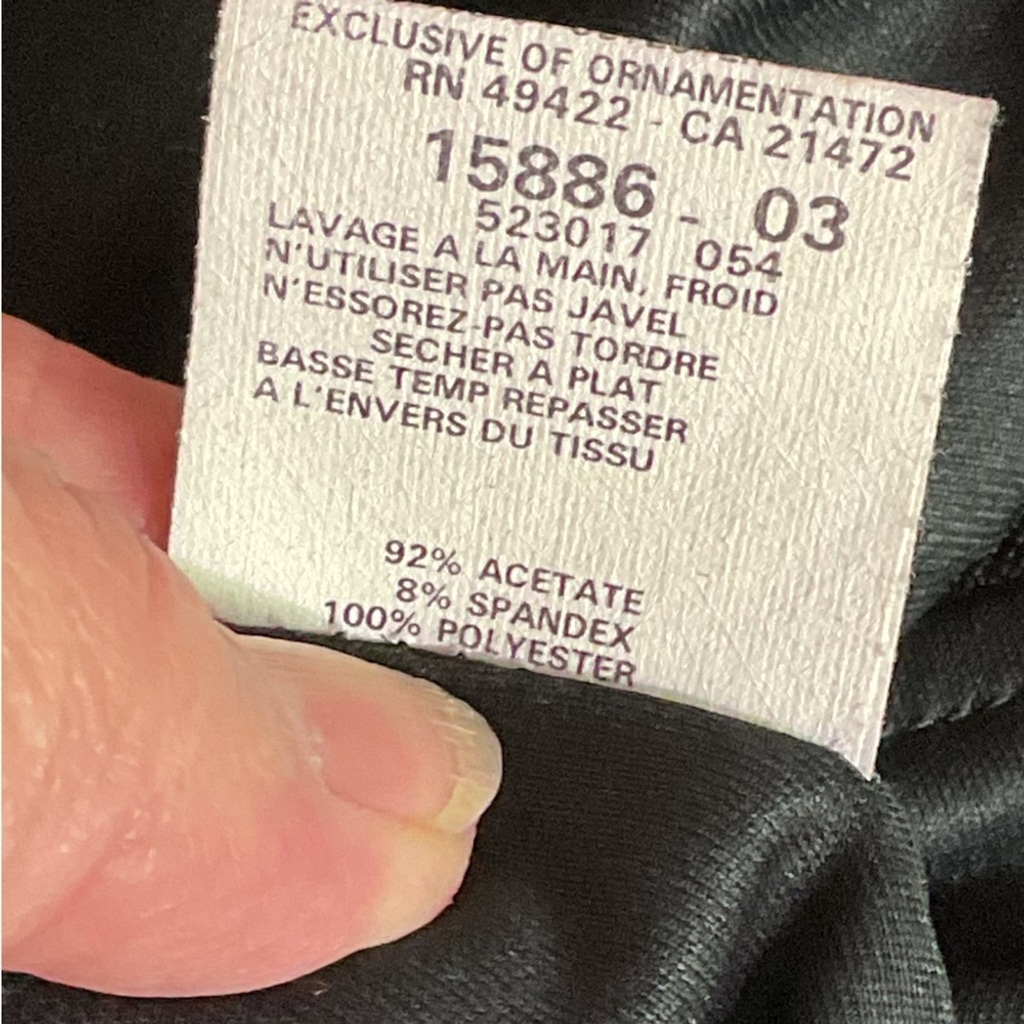 EXCLUSIVE OF ORNAMENTATION
RN 49422 - CA 21472
15886 - 03
523017 054
LAVAGE A LA MAIN, FROID
N'UTILISER PAS JAVEL
N'ESSOREZ-PAS TORDRE
SECHER A PLAT
BASSE TEMP REPASSER
A L'ENVERS DU TISSU
92% ACETATE
8% SPANDEX
100% POLYESTER